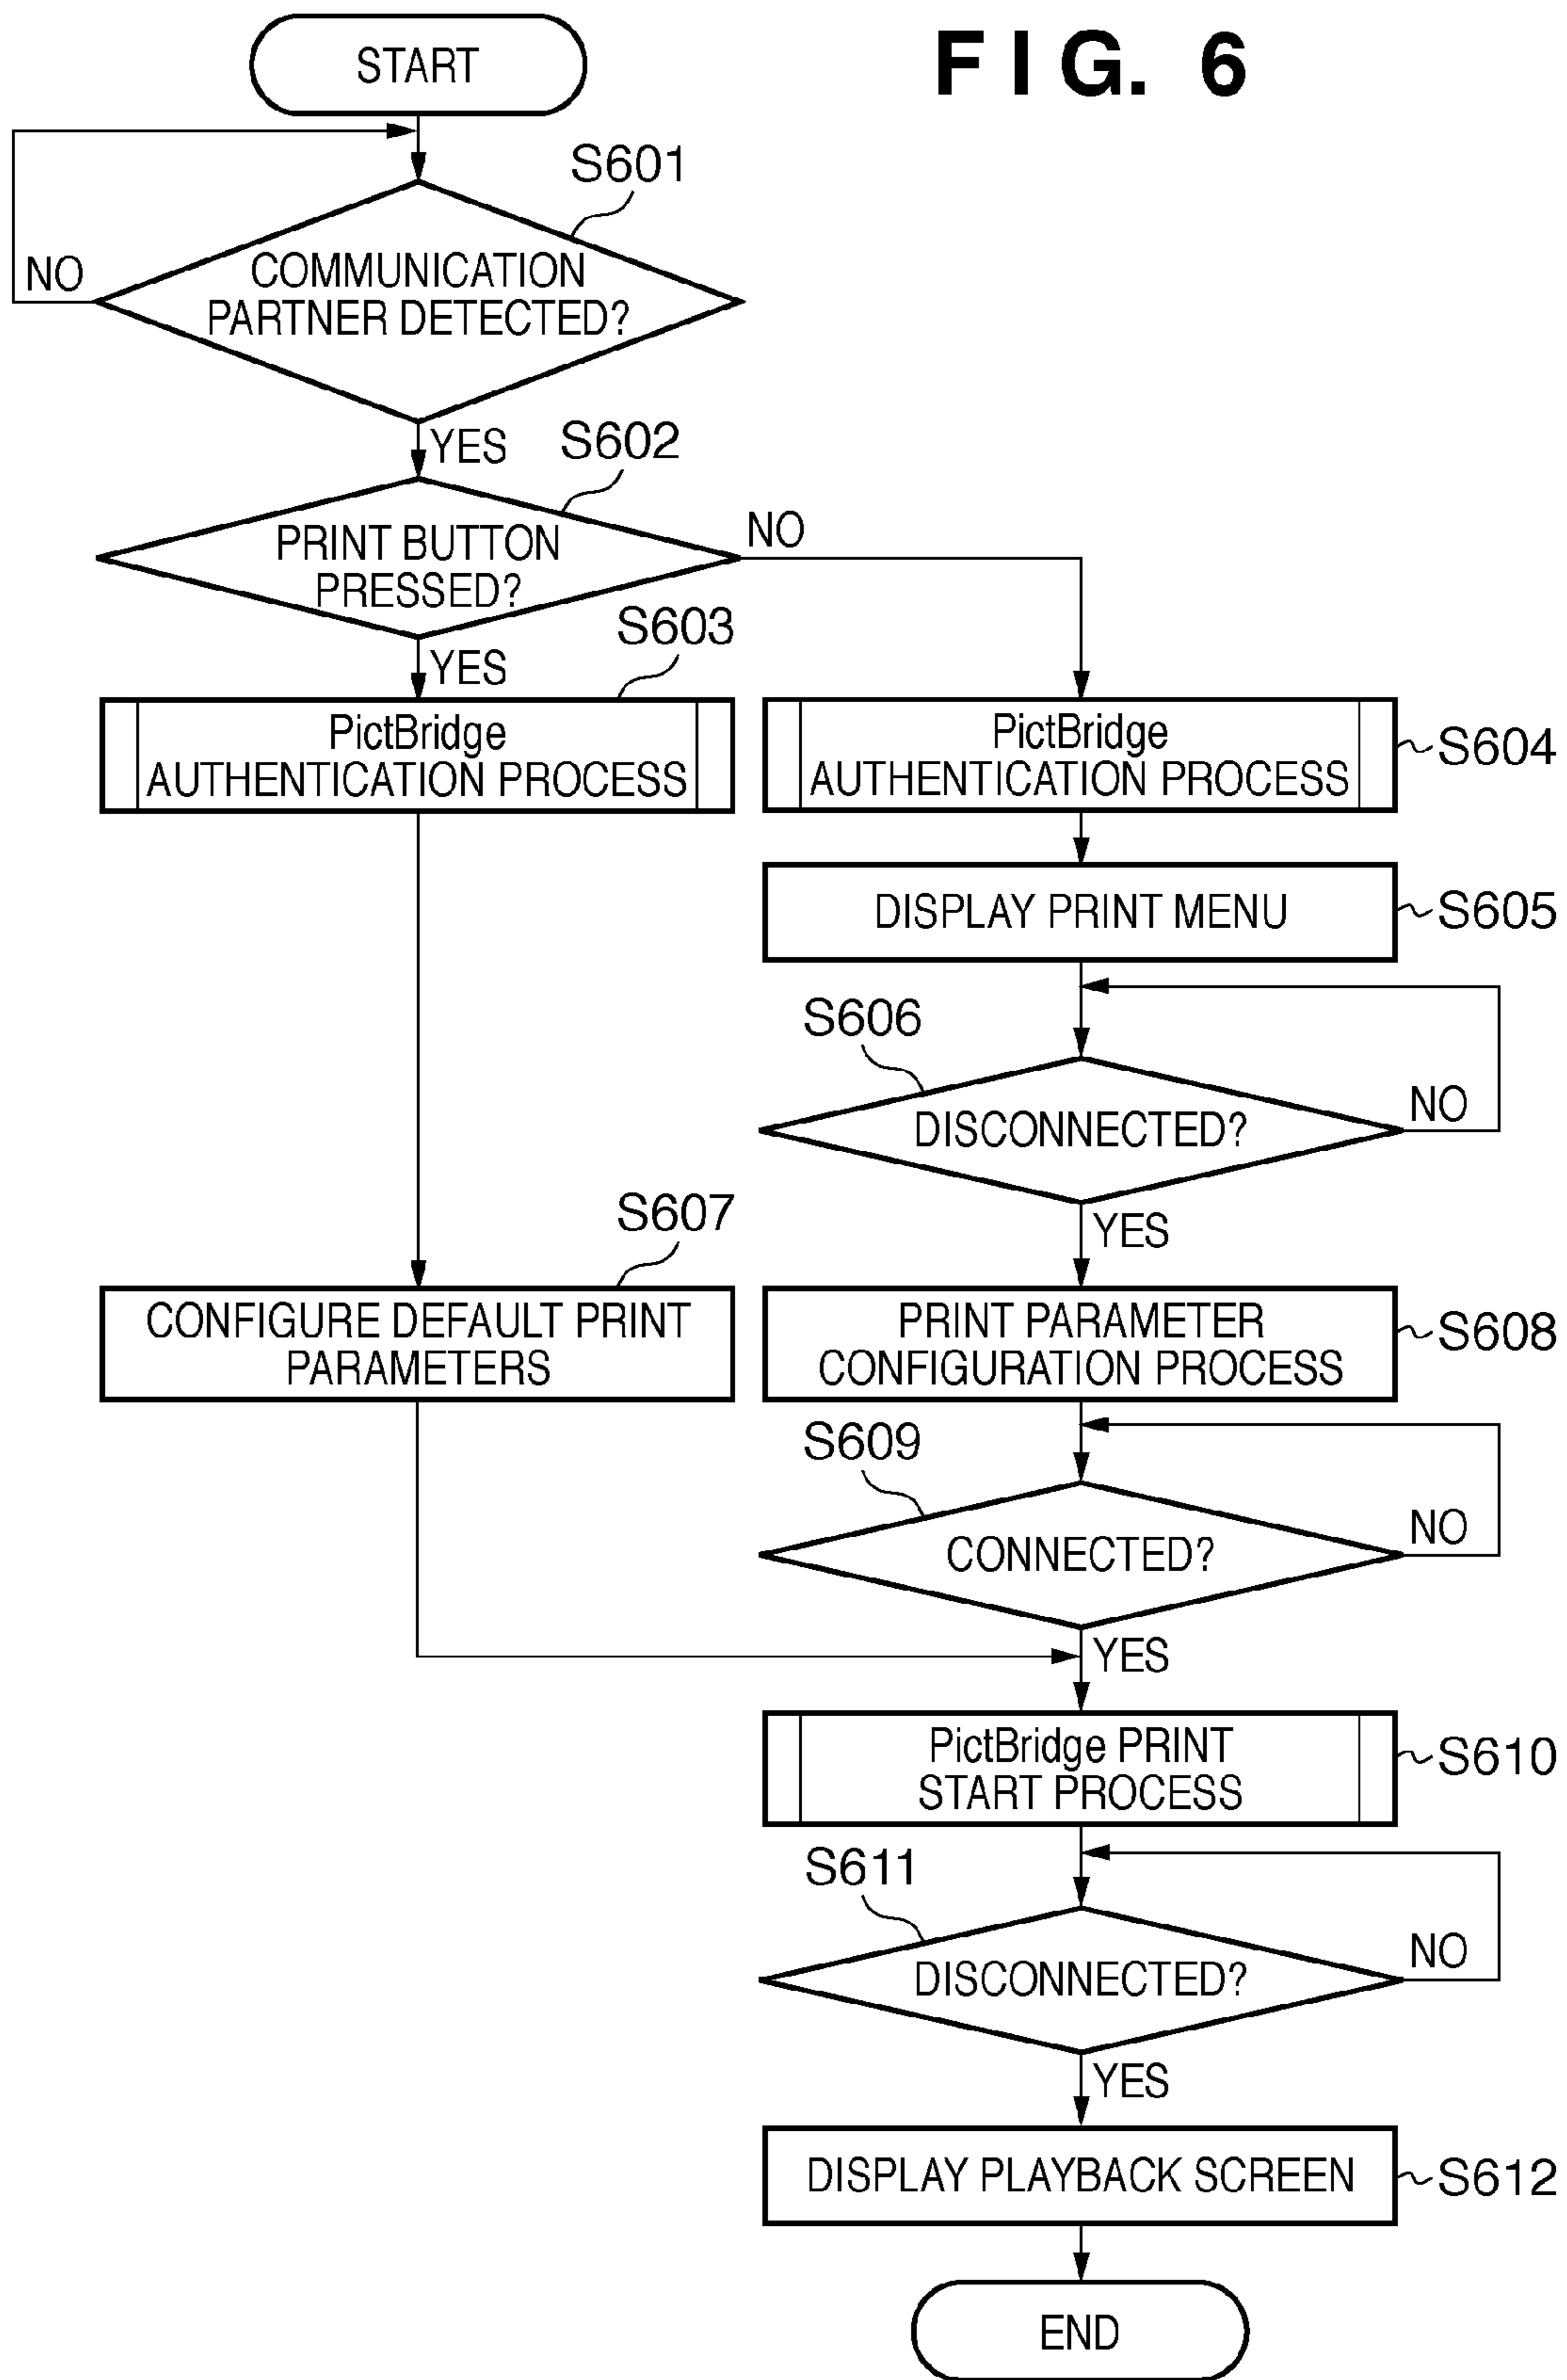 START
FIG. 6
S601
NO
COMMUNICATION
PARTNER DETECTED?
YES
S602
PRINT BUTTON
PRESSED?
NO
YES
S603
PictBridge
AUTHENTICATION PROCESS
PictBridge
AUTHENTICATION PROCESS
S604
DISPLAY PRINT MENU
S605
S606
DISCONNECTED?
NO
YES
S607
CONFIGURE DEFAULT PRINT
PARAMETERS
PRINT PARAMETER
CONFIGURATION PROCESS
S608
S609
CONNECTED?
NO
YES
PictBridge PRINT
START PROCESS
S610
S611
DISCONNECTED?
NO
YES
DISPLAY PLAYBACK SCREEN
S612
END